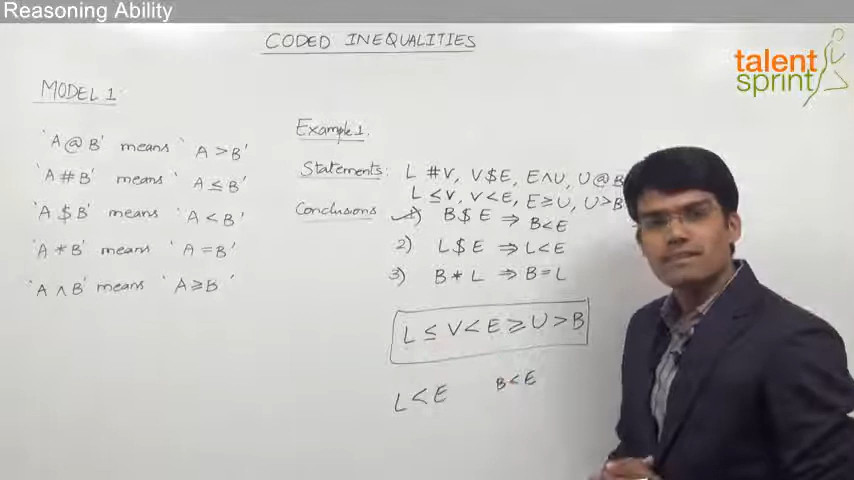 Reasoning Ability
CODED INEQUALITIES
talent
sprint
MODEL 1
'A @ B' means 'A > B'
'A # B' means 'A ≤ B'
'A $ B' means 'A < B'
'A * B' means 'A = B'
'A ∧ B' means 'A ≥ B'
Example 1.
Statements: L # V, V $ E, E ∧ U, U @ B
L ≤ V, V < E, E ≥ U, U > B
Conclusions 1) B $ E ⇒ B < E
2) L $ E ⇒ L < E
3) B * L ⇒ B = L
L ≤ V < E ≥ U > B
L < E B < E